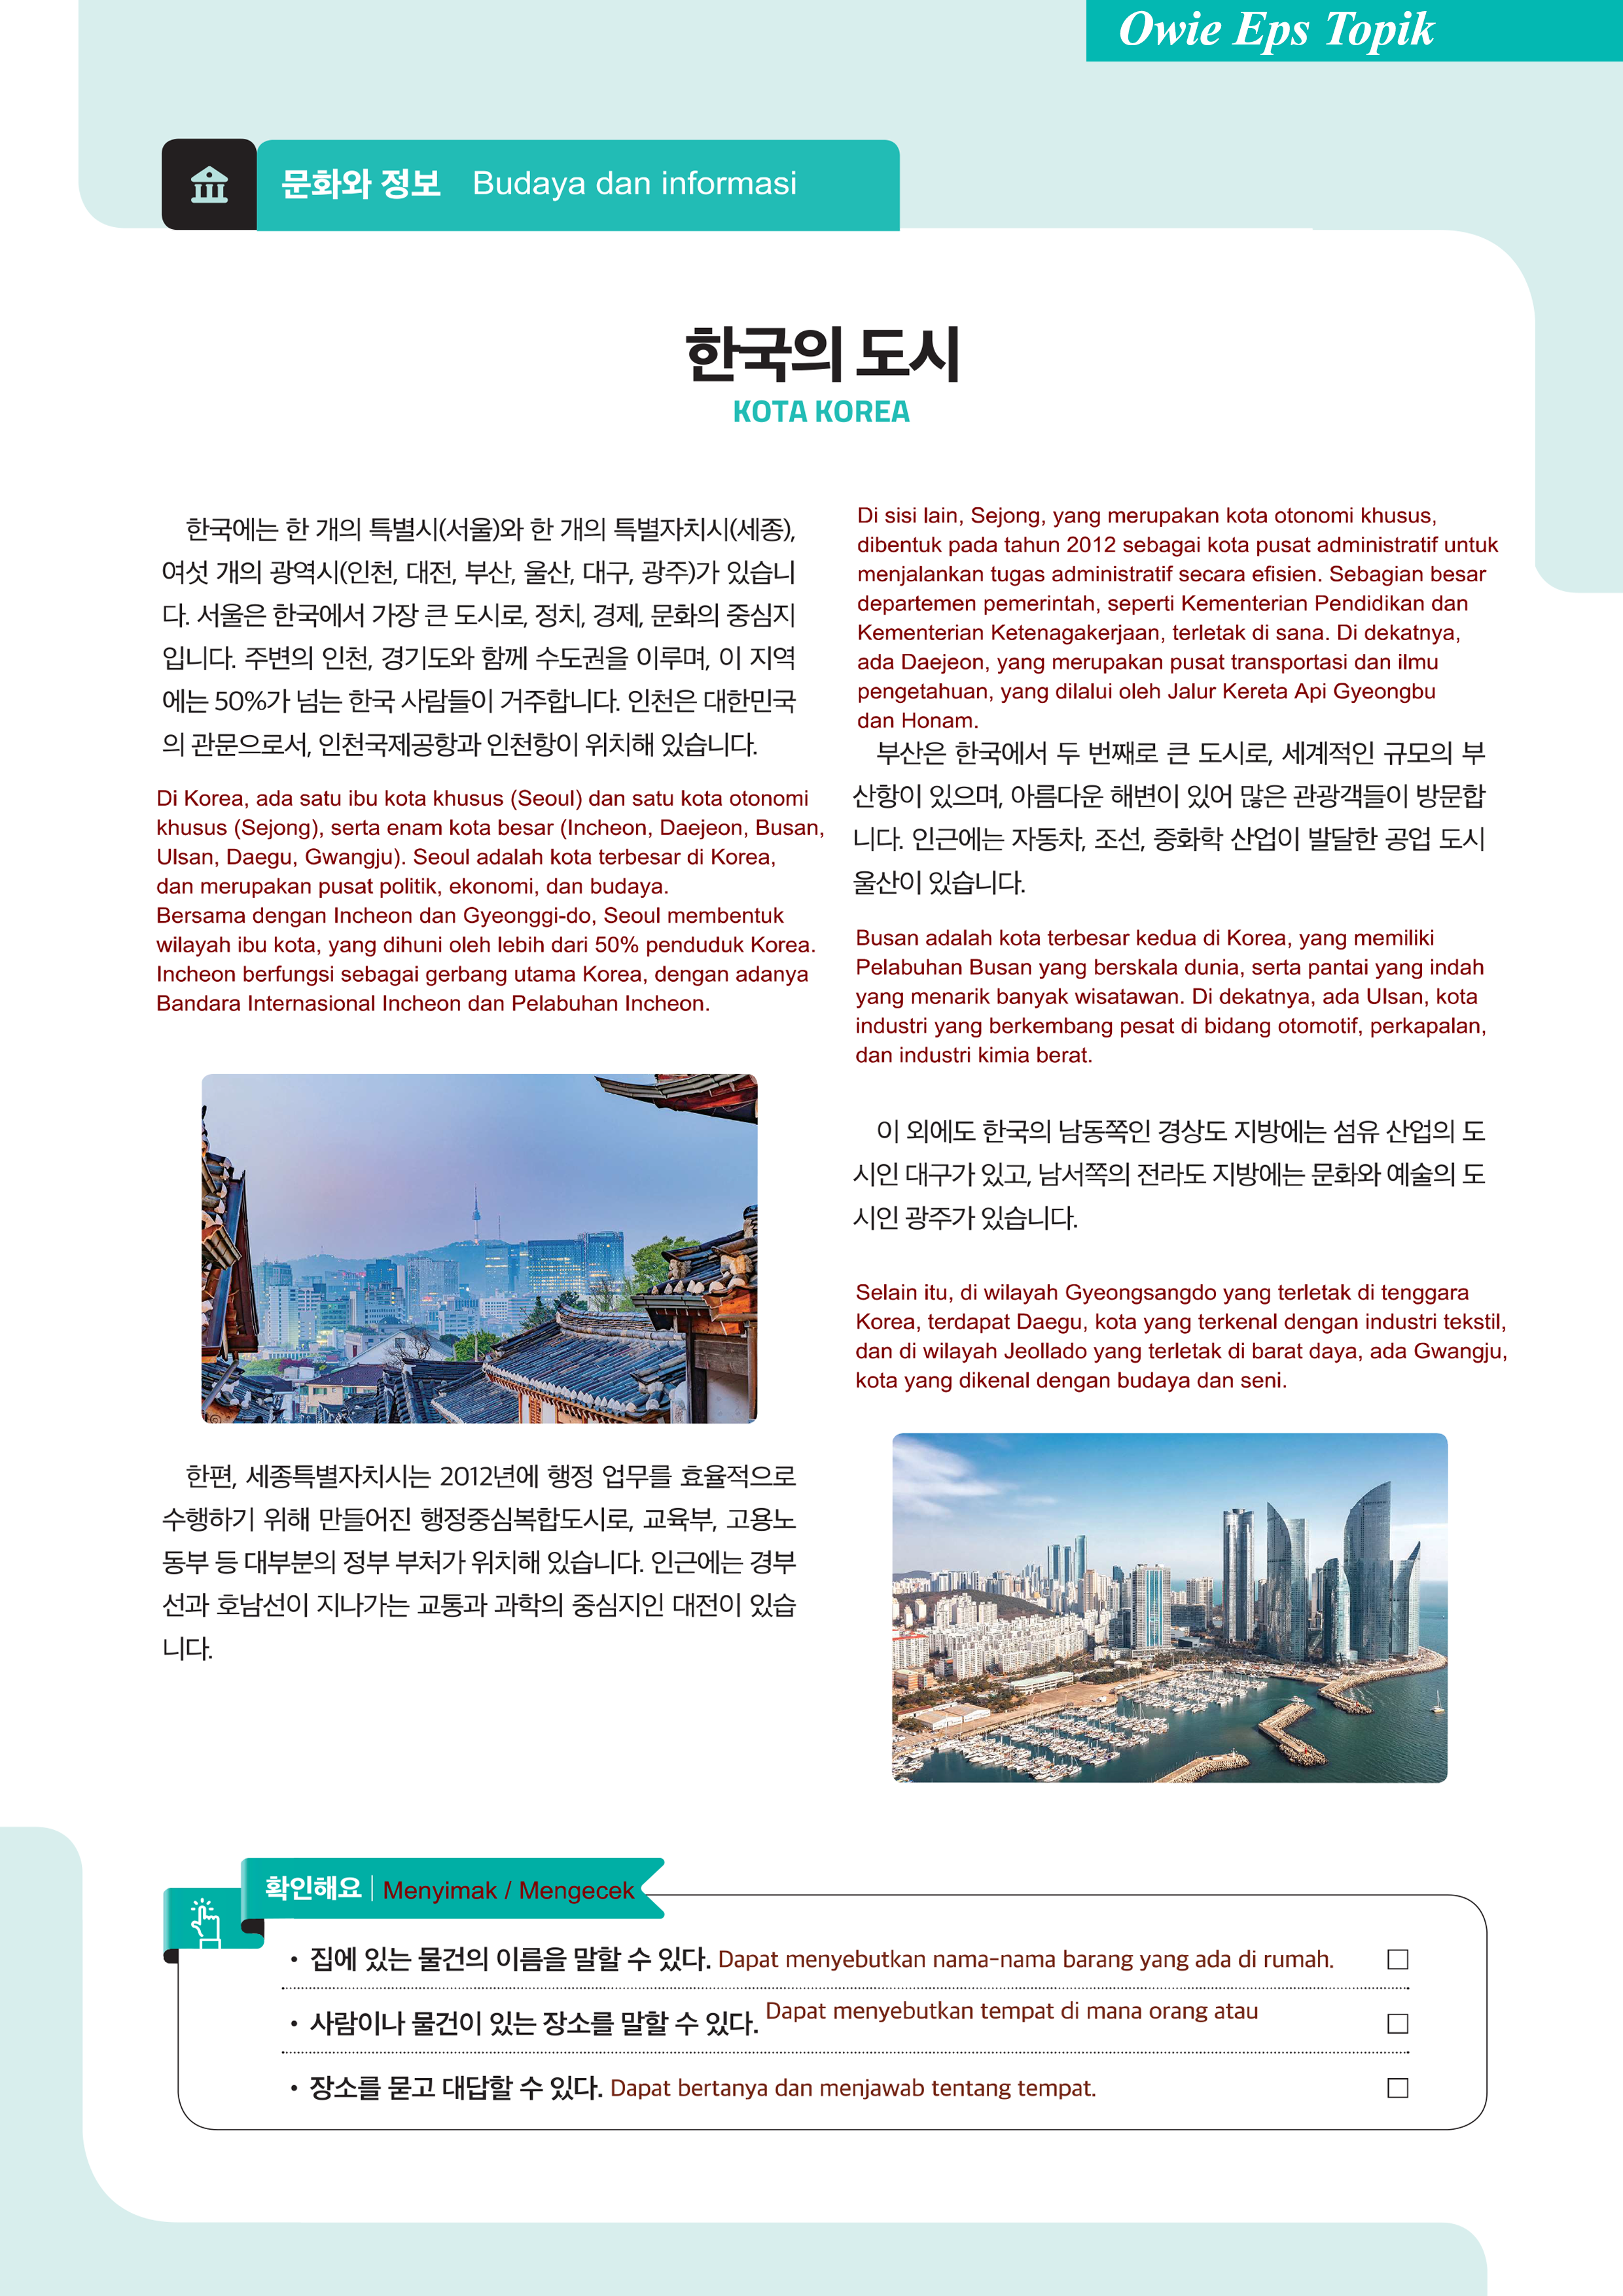 Owie Eps Topik
문화와 정보 Budaya dan informasi
한국의 도시
KOTA KOREA
한국에는 한 개의 특별시(서울)와 한 개의 특별자치시(세종),
여섯 개의 광역시(인천, 대전, 부산, 울산, 대구, 광주)가 있습니
다. 서울은 한국에서 가장 큰 도시로, 정치, 경제, 문화의 중심지
입니다. 주변의 인천, 경기도와 함께 수도권을 이루며, 이 지역
에는 50%가 넘는 한국 사람들이 거주합니다. 인천은 대한민국
의 관문으로서, 인천국제공항과 인천항이 위치해 있습니다.
Di Korea, ada satu ibu kota khusus (Seoul) dan satu kota otonomi
khusus (Sejong), serta enam kota besar (Incheon, Daejeon, Busan,
Ulsan, Daegu, Gwangju). Seoul adalah kota terbesar di Korea,
dan merupakan pusat politik, ekonomi, dan budaya.
Bersama dengan Incheon dan Gyeonggi-do, Seoul membentuk
wilayah ibu kota, yang dihuni oleh lebih dari 50% penduduk Korea.
Incheon berfungsi sebagai gerbang utama Korea, dengan adanya
Bandara Internasional Incheon dan Pelabuhan Incheon.
한편, 세종특별자치시는 2012년에 행정 업무를 효율적으로
수행하기 위해 만들어진 행정중심복합도시로, 교육부, 고용노
동부 등 대부분의 정부 부처가 위치해 있습니다. 인근에는 경부
선과 호남선이 지나가는 교통과 과학의 중심지인 대전이 있습
니다.
Di sisi lain, Sejong, yang merupakan kota otonomi khusus,
dibentuk pada tahun 2012 sebagai kota pusat administratif untuk
menjalankan tugas administratif secara efisien. Sebagian besar
departemen pemerintah, seperti Kementerian Pendidikan dan
Kementerian Ketenagakerjaan, terletak di sana. Di dekatnya,
ada Daejeon, yang merupakan pusat transportasi dan ilmu
pengetahuan, yang dilalui oleh Jalur Kereta Api Gyeongbu
dan Honam.
부산은 한국에서 두 번째로 큰 도시로, 세계적인 규모의 부
산항이 있으며, 아름다운 해변이 있어 많은 관광객들이 방문합
니다. 인근에는 자동차, 조선, 중화학 산업이 발달한 공업 도시
울산이 있습니다.
Busan adalah kota terbesar kedua di Korea, yang memiliki
Pelabuhan Busan yang berskala dunia, serta pantai yang indah
yang menarik banyak wisatawan. Di dekatnya, ada Ulsan, kota
industri yang berkembang pesat di bidang otomotif, perkapalan,
dan industri kimia berat.
이 외에도 한국의 남동쪽인 경상도 지방에는 섬유 산업의 도
시인 대구가 있고, 남서쪽의 전라도 지방에는 문화와 예술의 도
시인 광주가 있습니다.
Selain itu, di wilayah Gyeongsangdo yang terletak di tenggara
Korea, terdapat Daegu, kota yang terkenal dengan industri tekstil,
dan di wilayah Jeollado yang terletak di barat daya, ada Gwangju,
kota yang dikenal dengan budaya dan seni.
확인해요 | Menyimak / Mengecek
• 집에 있는 물건의 이름을 말할 수 있다. Dapat menyebutkan nama-nama barang yang ada di rumah.
• 사람이나 물건이 있는 장소를 말할 수 있다. Dapat menyebutkan tempat di mana orang atau
• 장소를 묻고 대답할 수 있다. Dapat bertanya dan menjawab tentang tempat.